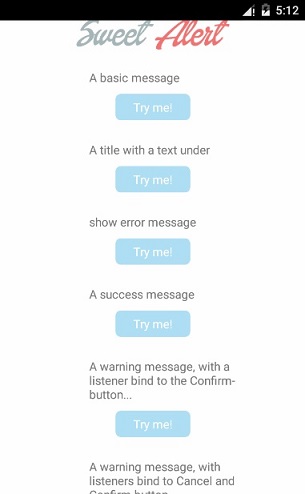 5:12
Sweet Alert
A basic message
Try me!
A title with a text under
Try me!
show error message
Try me!
A success message
Try me!
A warning message, with a
listener bind to the Confirm-
button...
Try me!
A warning message, with
listeners bind to Cancel and
Confirm button